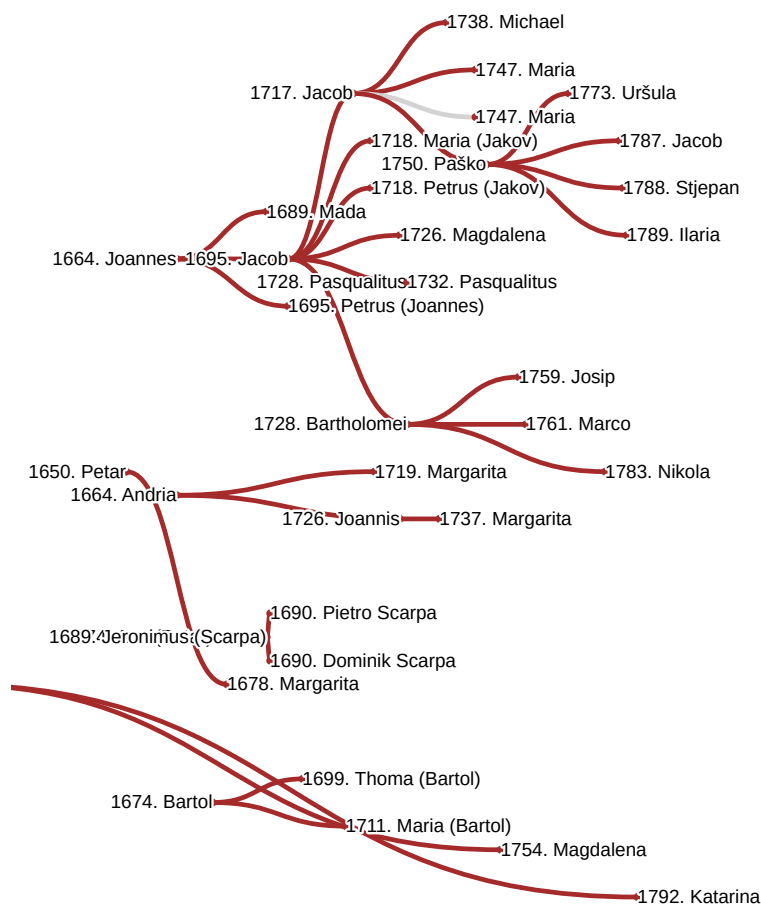 1738. Michael
1747. Maria
1717. Jacob
1773. Uršula
1747. Maria
1718. Maria (Jakov)
1787. Jacob
1750. Paško
1718. Petrus (Jakov)
1788. Stjepan
1689. Mada
1726. Magdalena
1789. Ilaria
1664. Joannes
1695. Jacob
1728. Pasqualitus
1732. Pasqualitus
1695. Petrus (Joannes)
1759. Josip
1728. Bartholomei
1761. Marco
1650. Petar
1719. Margarita
1783. Nikola
1664. Andria
1726. Joannis
1737. Margarita
1690. Pietro Scarpa
Jeronimus (Scarpa)
1690. Dominik Scarpa
1678. Margarita
1699. Thoma (Bartol)
1674. Bartol
1711. Maria (Bartol)
1754. Magdalena
1792. Katarina